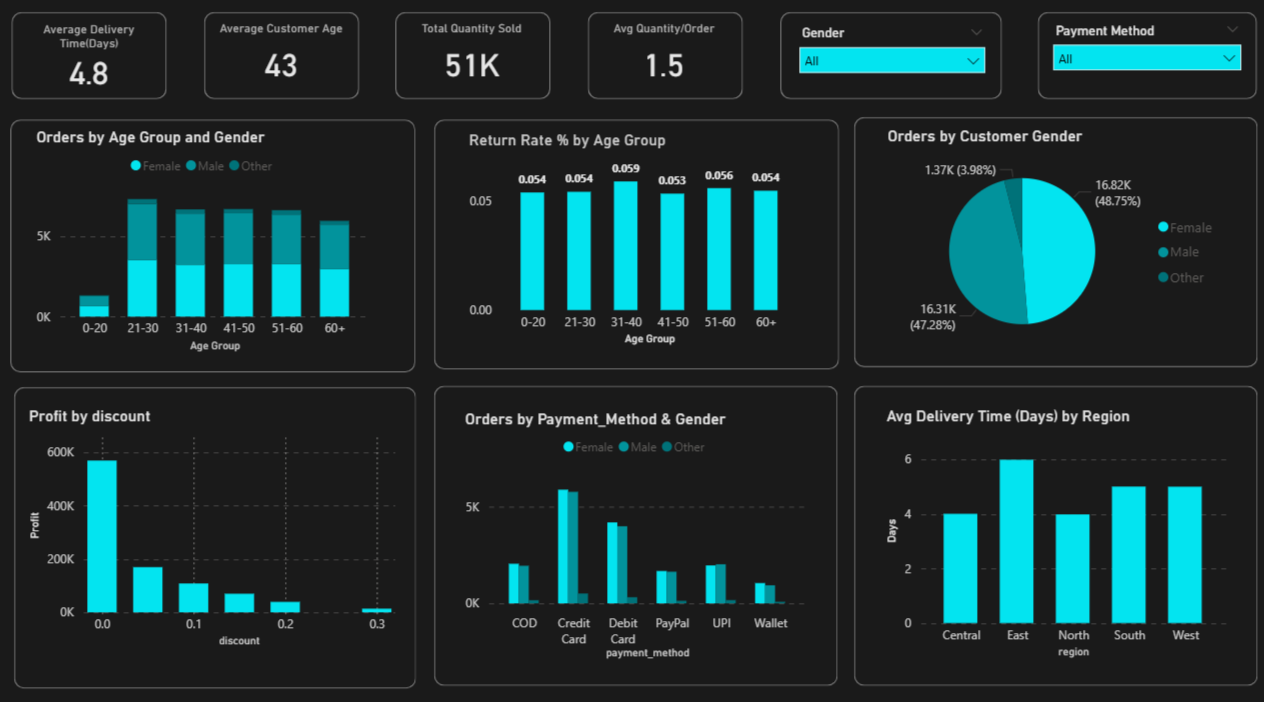 Average Delivery
Time(Days)
4.8
Average Customer Age
43
Total Quantity Sold
51K
Avg Quantity/Order
1.5
Gender
All
Payment Method
All
Orders by Age Group and Gender
Female Male Other
5K
0K
0-20 21-30 31-40 41-50 51-60 60+
Age Group
Return Rate % by Age Group
0.054 0.054 0.059 0.053 0.056 0.054
0.05
0.00
0-20 21-30 31-40 41-50 51-60 60+
Age Group
Orders by Customer Gender
1.37K (3.98%)
16.82K
(48.75%)
16.31K
(47.28%)
Female
Male
Other
Profit by discount
Profit
600K
400K
200K
0K
0.0 0.1 0.2 0.3
discount
Orders by Payment_Method & Gender
Female Male Other
5K
0K
COD Credit Debit PayPal UPI Wallet
Card Card
payment_method
Avg Delivery Time (Days) by Region
Days
6
4
2
0
Central East North South West
region